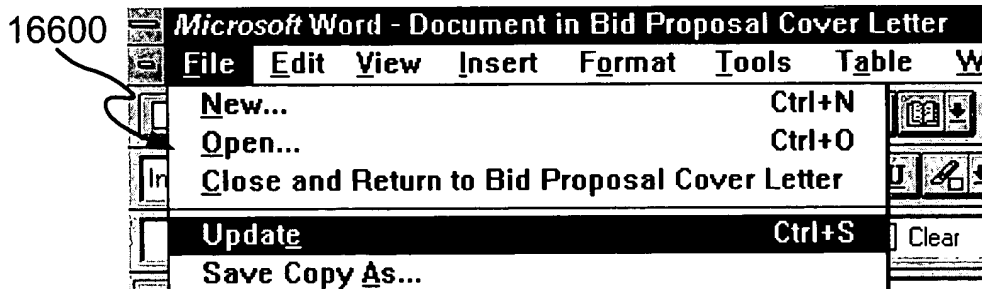 16600
Microsoft Word - Document in Bid Proposal Cover Letter
File Edit View Insert Format Tools Table W
New... Ctrl+N
Open... Ctrl+O
In Close and Return to Bid Proposal Cover Letter U
Update Ctrl+S Clear
Save Copy As...